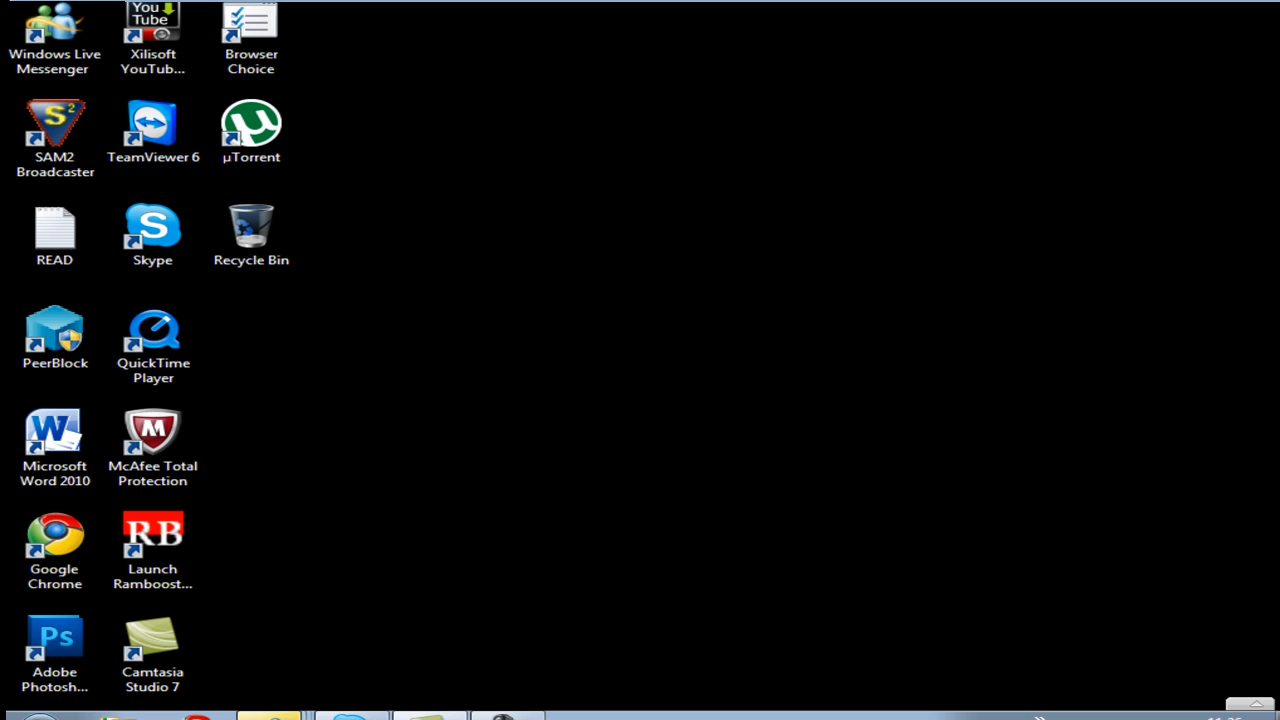 Windows Live
Messenger
You
Tube
Xilisoft
YouTub...
Browser
Choice
S2
SAM2
Broadcaster
TeamViewer 6
µ
µTorrent
READ
S
Skype
Recycle Bin
PeerBlock
QuickTime
Player
W
Microsoft
Word 2010
M
McAfee Total
Protection
Google
Chrome
RB
Launch
Ramboost...
Ps
Adobe
Photosh...
Camtasia
Studio 7